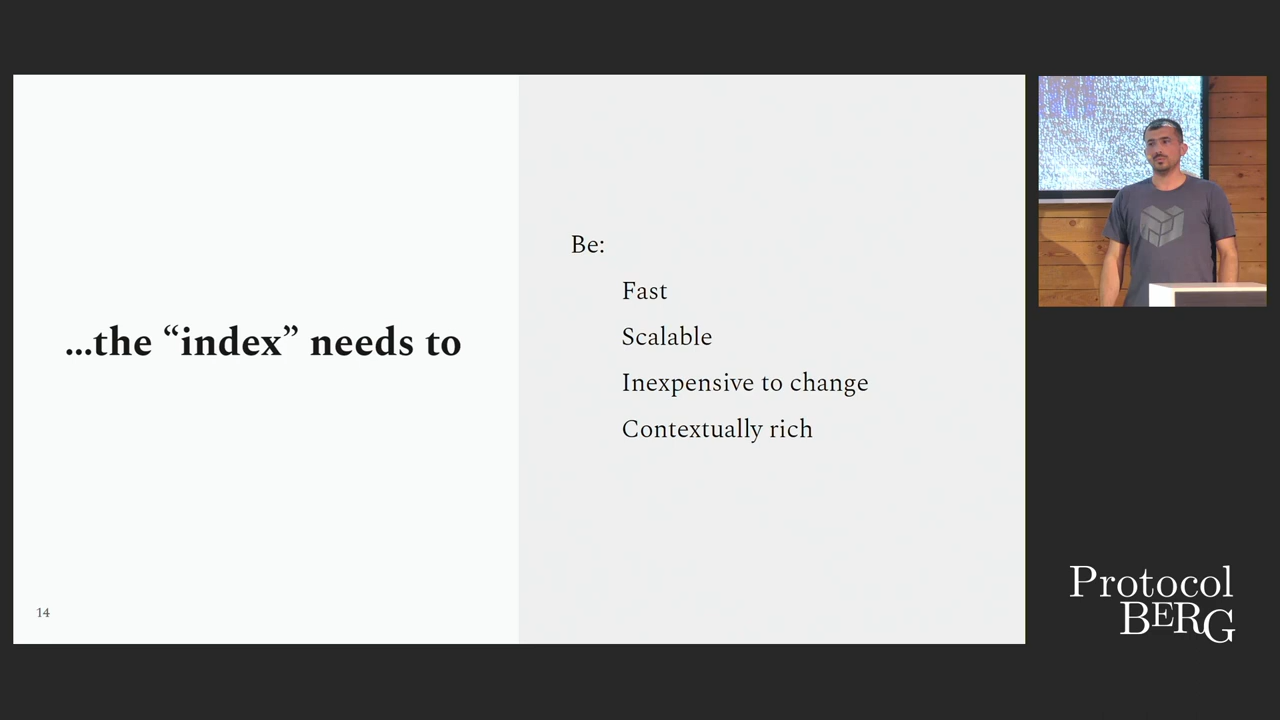 ...the “index” needs to
Be:
Fast
Scalable
Inexpensive to change
Contextually rich
14
Protocol
BERG